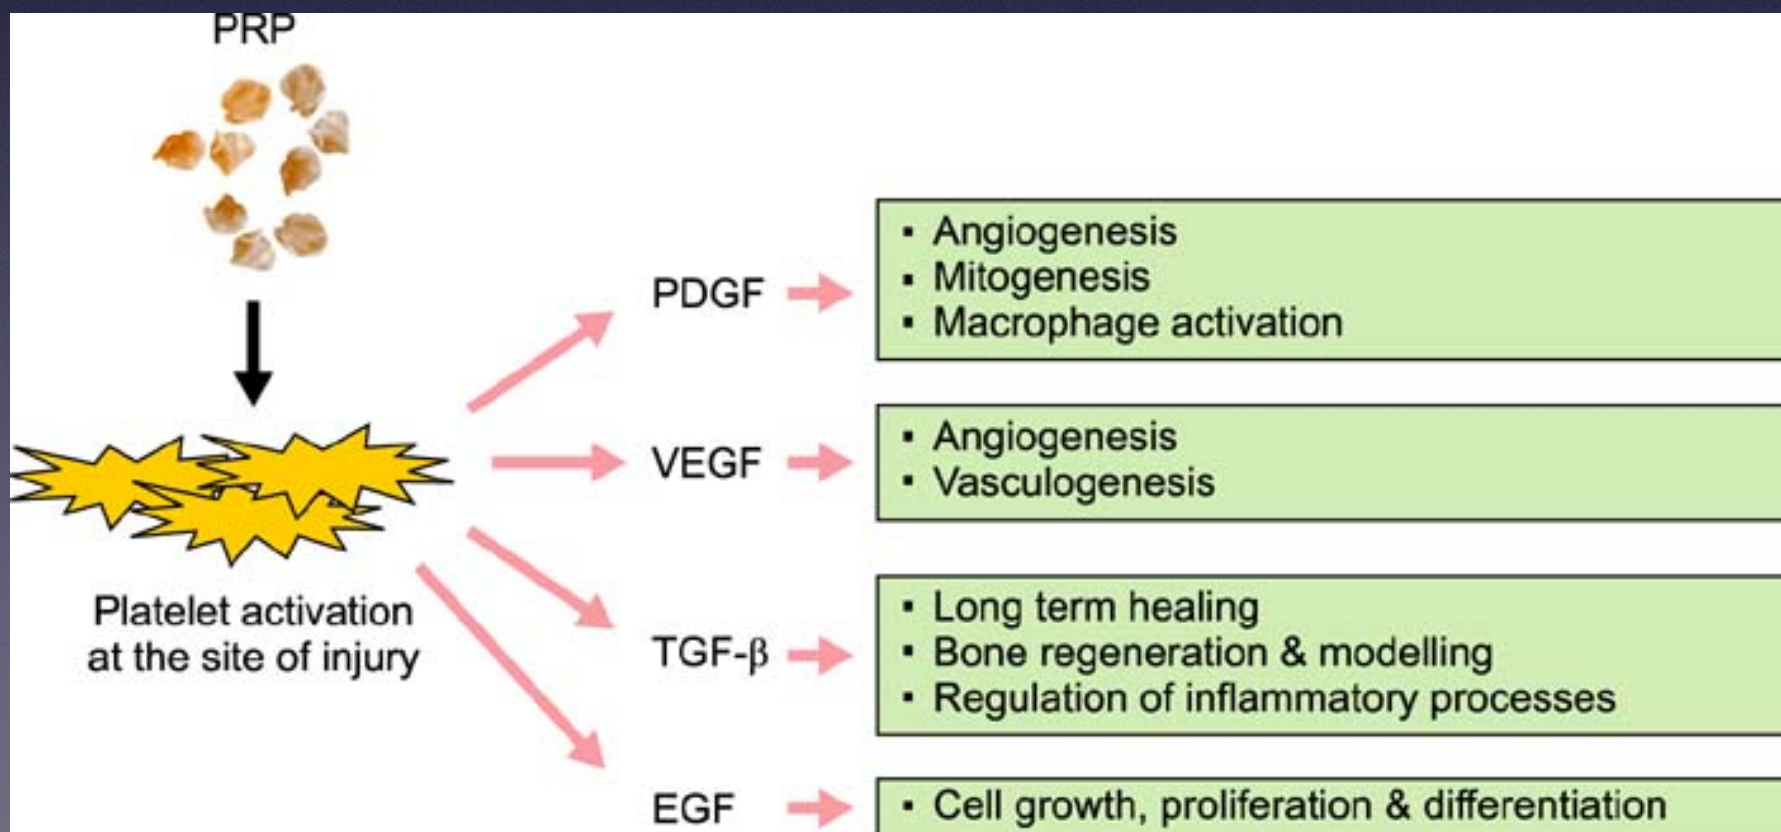 PRP
Platelet activation
at the site of injury
PDGF
▪ Angiogenesis
▪ Mitogenesis
▪ Macrophage activation
VEGF
▪ Angiogenesis
▪ Vasculogenesis
TGF-β
▪ Long term healing
▪ Bone regeneration & modelling
▪ Regulation of inflammatory processes
EGF
▪ Cell growth, proliferation & differentiation